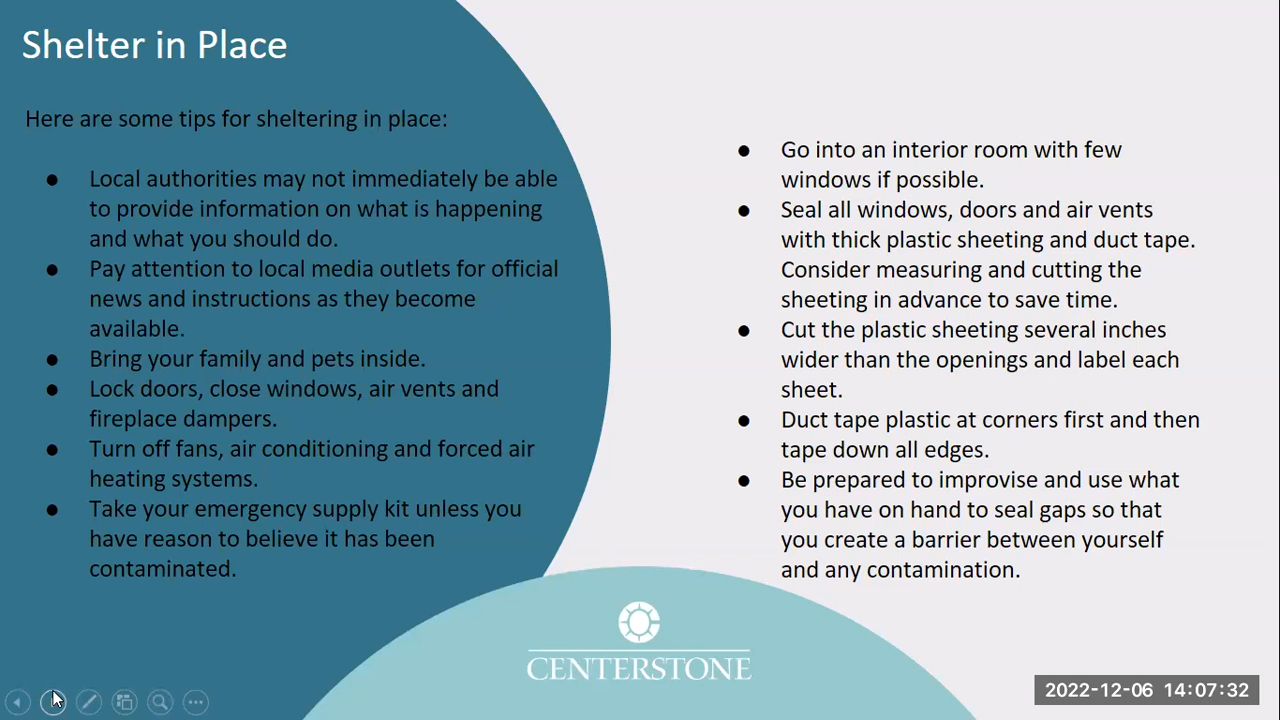 Shelter in Place
Here are some tips for sheltering in place:
● Local authorities may not immediately be able
to provide information on what is happening
and what you should do.
● Pay attention to local media outlets for official
news and instructions as they become
available.
● Bring your family and pets inside.
● Lock doors, close windows, air vents and
fireplace dampers.
● Turn off fans, air conditioning and forced air
heating systems.
● Take your emergency supply kit unless you
have reason to believe it has been
contaminated.
● Go into an interior room with few
windows if possible.
● Seal all windows, doors and air vents
with thick plastic sheeting and duct tape.
Consider measuring and cutting the
sheeting in advance to save time.
● Cut the plastic sheeting several inches
wider than the openings and label each
sheet.
● Duct tape plastic at corners first and then
tape down all edges.
● Be prepared to improvise and use what
you have on hand to seal gaps so that
you create a barrier between yourself
and any contamination.
CENTERSTONE
2022-12-06 14:07:32